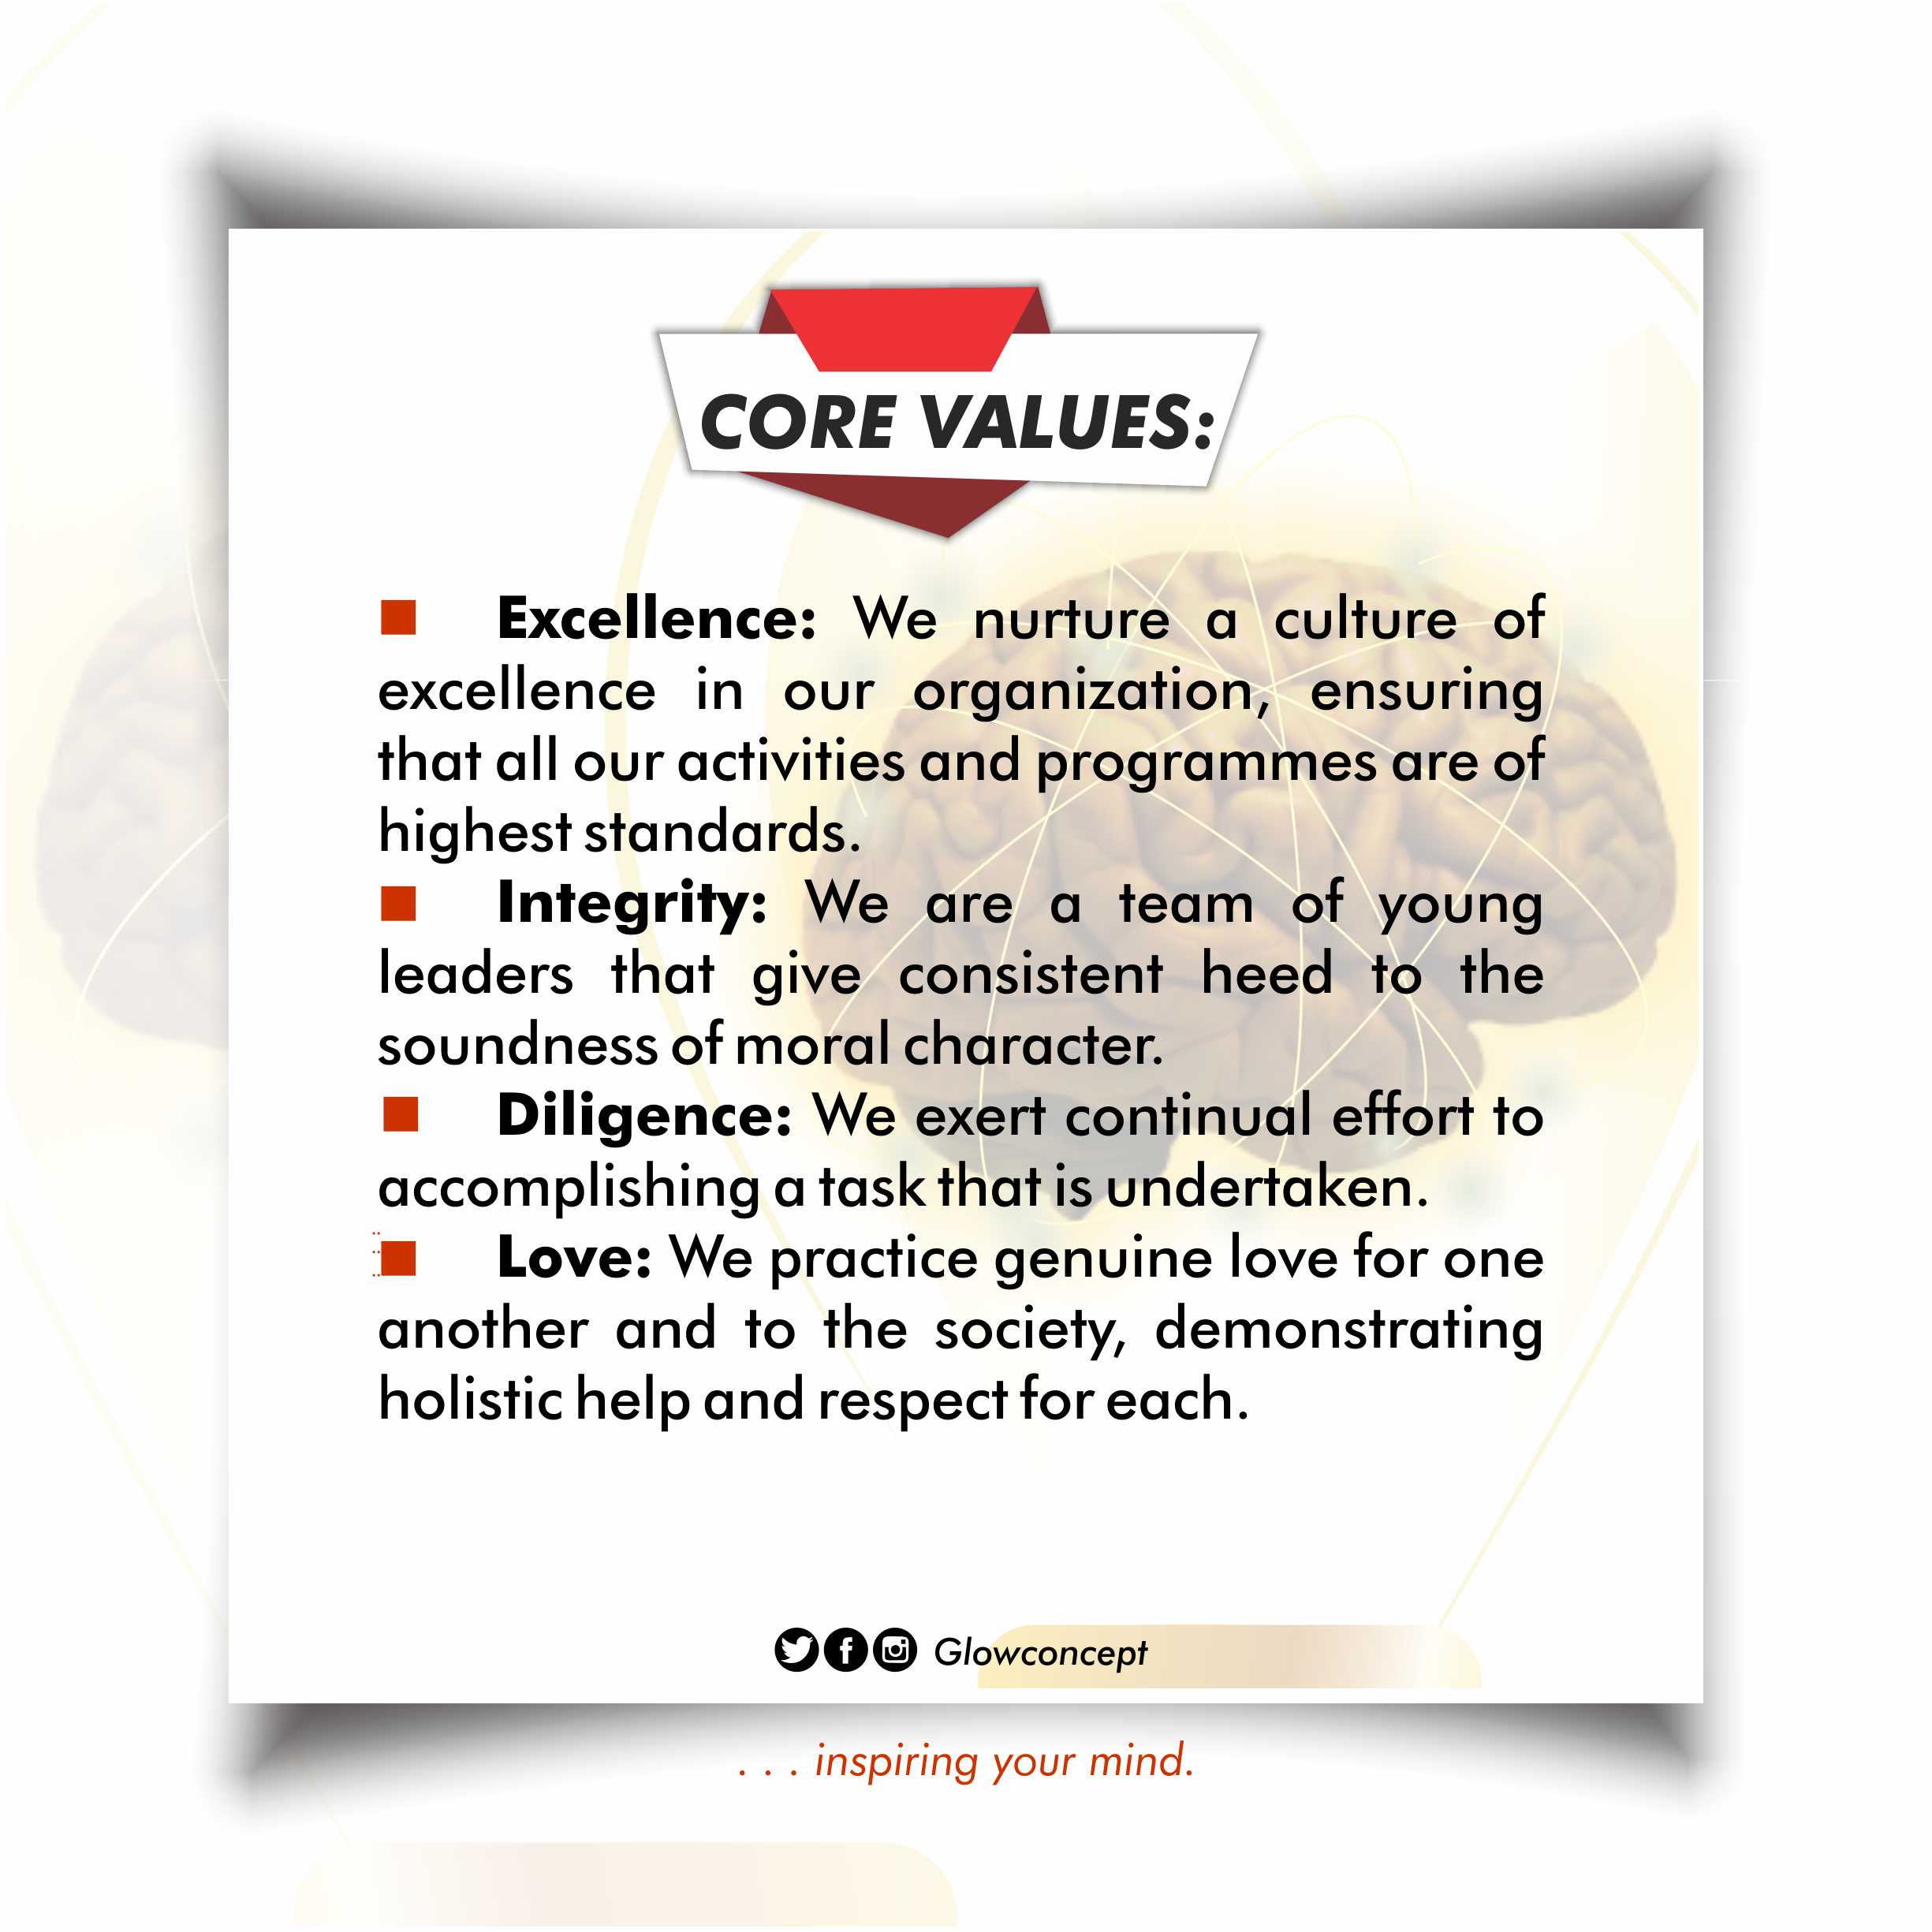 CORE VALUES:
Excellence: We nurture a culture of
excellence in our organization, ensuring
that all our activities and programmes are of
highest standards.
Integrity: We are a team of young
leaders that give consistent heed to the
soundness of moral character.
Diligence: We exert continual effort to
accomplishing a task that is undertaken.
Love: We practice genuine love for one
another and to the society, demonstrating
holistic help and respect for each.
Glowconcept
. . . inspiring your mind.